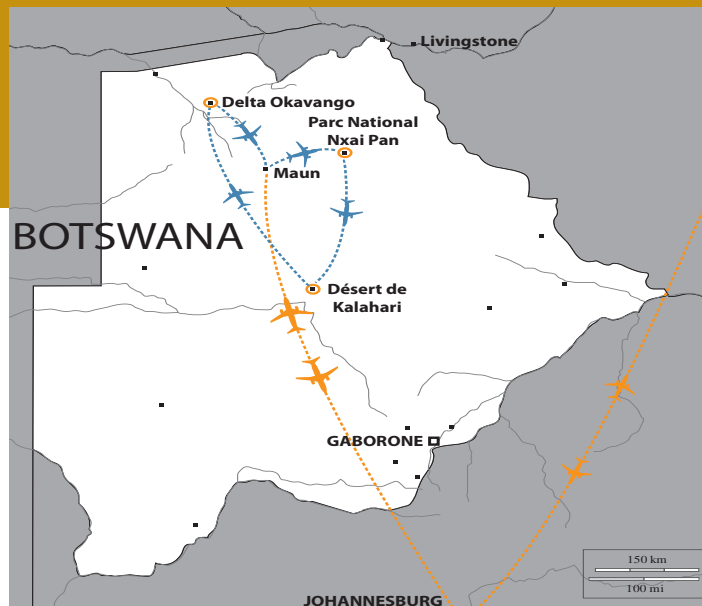 Livingstone
Delta Okavango
Parc National
Nxai Pan
Maun
BOTSWANA
Désert de
Kalahari
GABORONE
150 km
100 mi
JOHANNESBURG